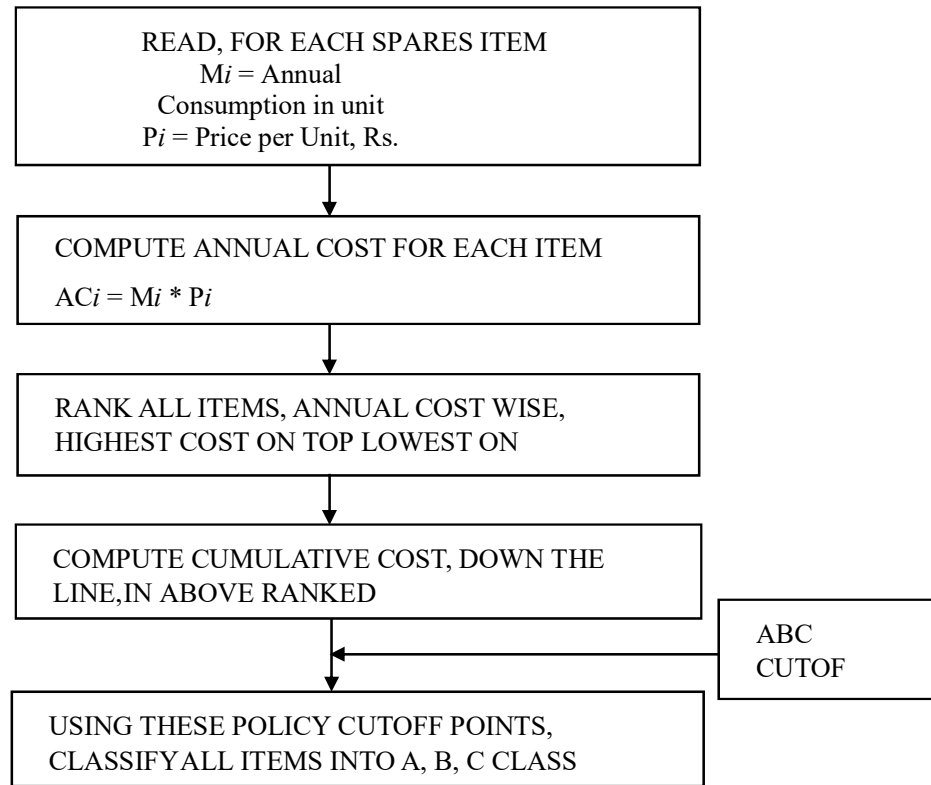 READ, FOR EACH SPARES ITEM
Mi = Annual
Consumption in unit
Pi = Price per Unit, Rs.
COMPUTE ANNUAL COST FOR EACH ITEM
ACi = Mi * Pi
RANK ALL ITEMS, ANNUAL COST WISE,
HIGHEST COST ON TOP LOWEST ON
COMPUTE CUMULATIVE COST, DOWN THE
LINE,IN ABOVE RANKED
ABC
CUTOF
USING THESE POLICY CUTOFF POINTS,
CLASSIFYALL ITEMS INTO A, B, C CLASS